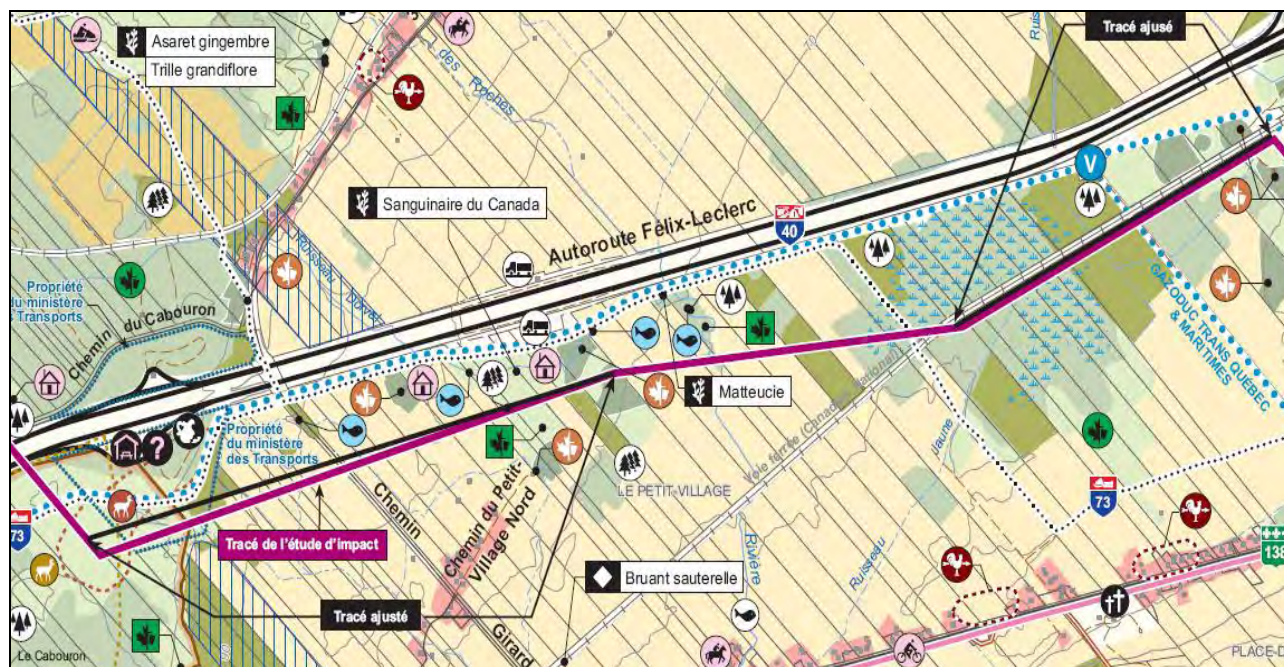 Asaret gingembre
Trille grandiflore
des Roches
Tracé ajusé
Sanguinaire du Canada
Autoroute Félix-Leclerc
40
V
Ruisseau
Propriété
du ministère
Transports
Chemin du Cabouron
GAZODUC TRANS QUÉBEC
& MARITIMES
Matteucie
Propriété
du ministère
des Transports
?
Jaune
LE PETIT-VILLAGE
Voie ferrée (Canadien National)
73
73
Tracé de l'étude d'impact
Chemin
Chemin du Petit-
Village Nord
Bruant sauterelle
Rivière
Ruisseau
138
Tracé ajusté
Girard
Le Cabouron
PLACE-D